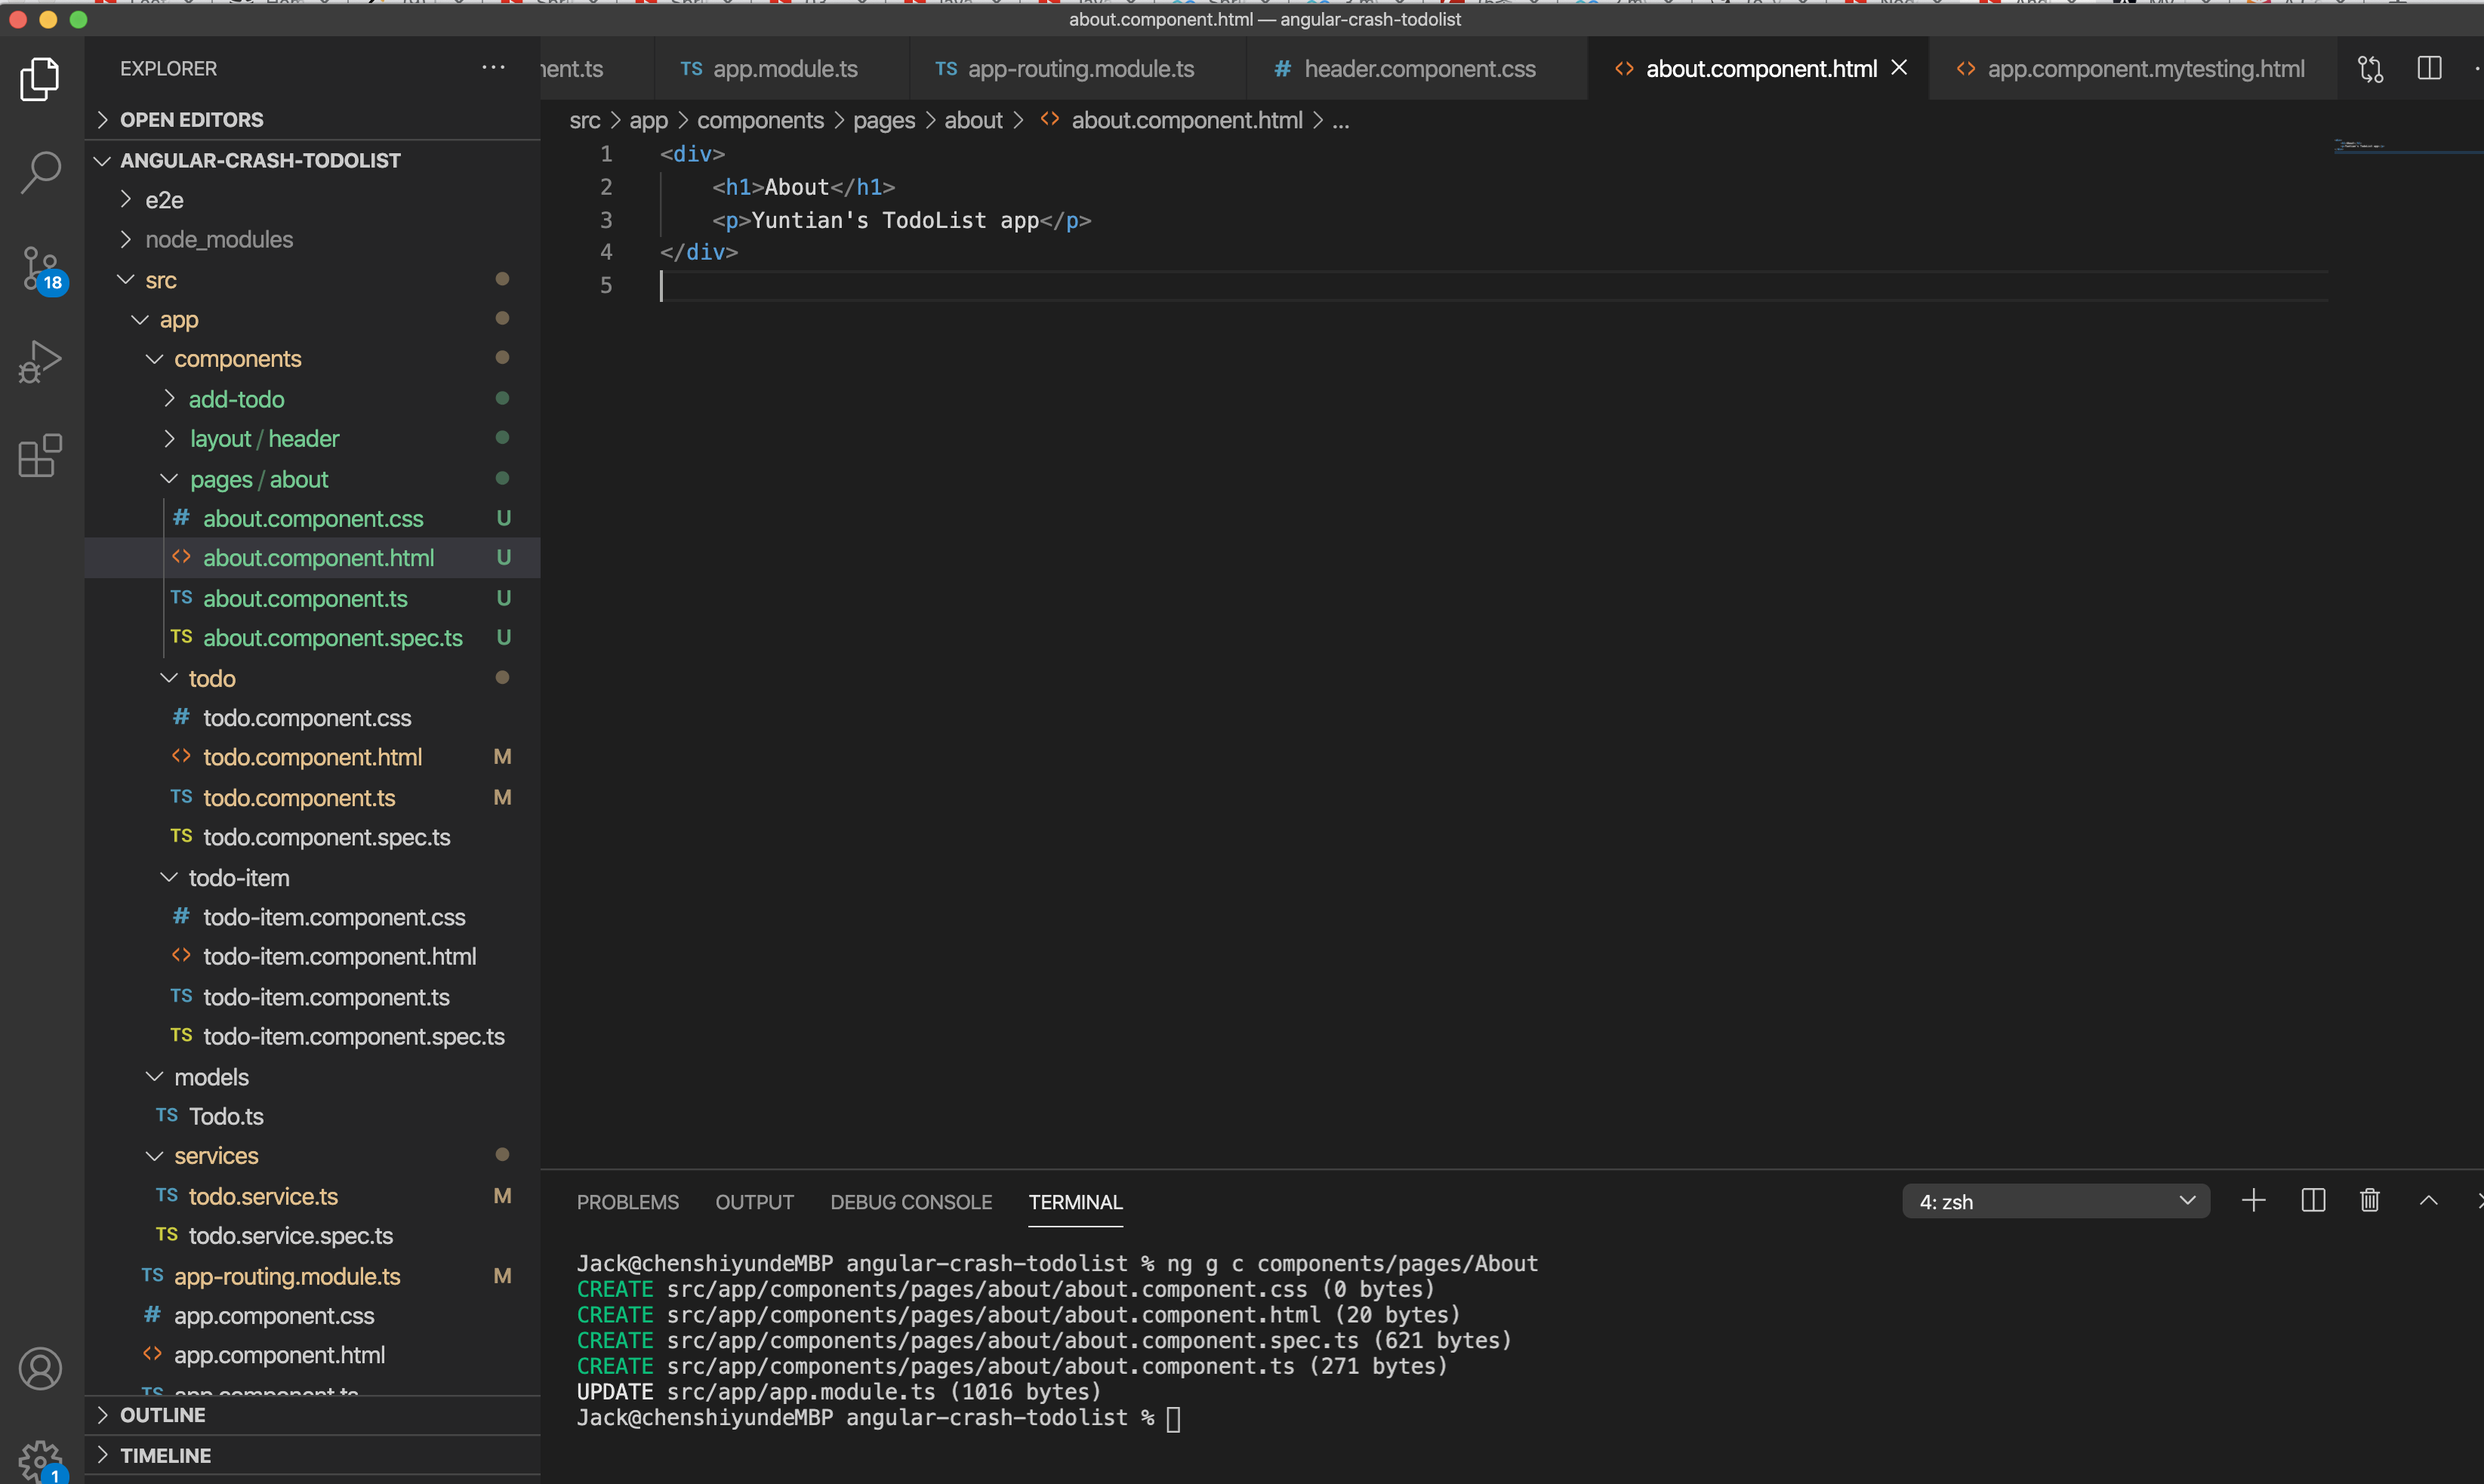 about.component.html — angular-crash-todolist
EXPLORER
OPEN EDITORS
ANGULAR-CRASH-TODOLIST
e2e
node_modules
src
app
components
add-todo
layout / header
pages / about
# about.component.css U
<> about.component.html U
TS about.component.ts U
TS about.component.spec.ts U
todo
# todo.component.css
<> todo.component.html M
TS todo.component.ts M
TS todo.component.spec.ts
todo-item
# todo-item.component.css
<> todo-item.component.html
TS todo-item.component.ts
TS todo-item.component.spec.ts
models
TS Todo.ts
services
TS todo.service.ts M
TS todo.service.spec.ts
TS app-routing.module.ts M
# app.component.css
<> app.component.html
TS app.component.ts
OUTLINE
TIMELINE
18
1
nent.ts
TS app.module.ts
TS app-routing.module.ts
# header.component.css
<> about.component.html
<> app.component.mytesting.html
src > app > components > pages > about > <> about.component.html > ...
1 <div>
2 <h1>About</h1>
3 <p>Yuntian's TodoList app</p>
4 </div>
5
PROBLEMS OUTPUT DEBUG CONSOLE TERMINAL
4: zsh
Jack@chenshiyundeMBP angular-crash-todolist % ng g c components/pages/About
CREATE src/app/components/pages/about/about.component.css (0 bytes)
CREATE src/app/components/pages/about/about.component.html (20 bytes)
CREATE src/app/components/pages/about/about.component.spec.ts (621 bytes)
CREATE src/app/components/pages/about/about.component.ts (271 bytes)
UPDATE src/app/app.module.ts (1016 bytes)
Jack@chenshiyundeMBP angular-crash-todolist %